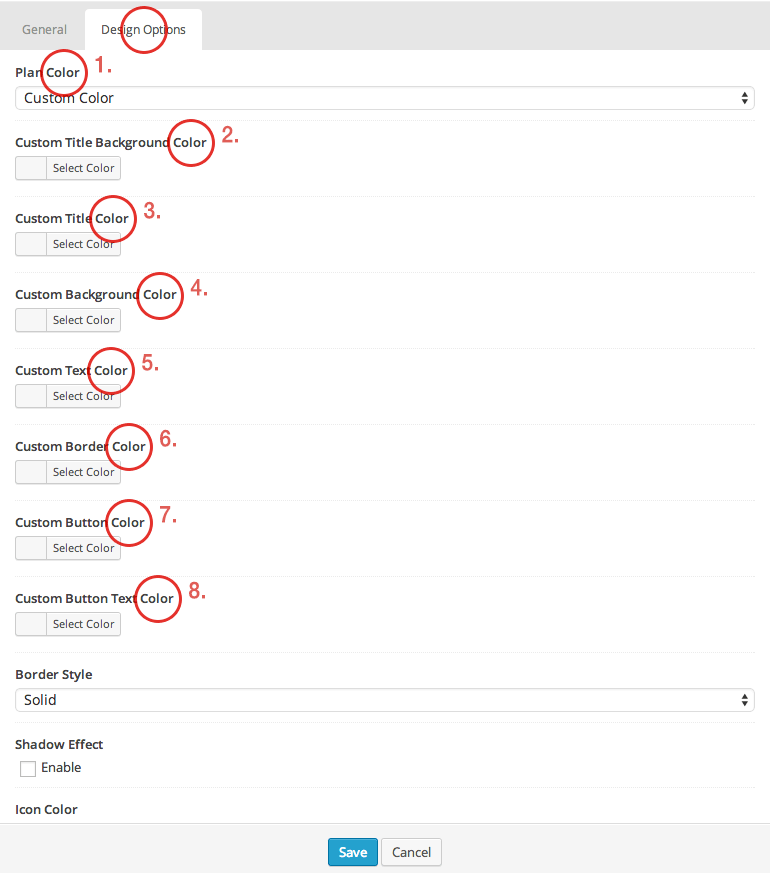 General Design Options
Plan Color 1.
Custom Color
Custom Title Background Color 2.
Select Color
Custom Title Color 3.
Select Color
Custom Background Color 4.
Select Color
Custom Text Color 5.
Select Color
Custom Border Color 6.
Select Color
Custom Button Color 7.
Select Color
Custom Button Text Color 8.
Select Color
Border Style
Solid
Shadow Effect
Enable
Icon Color
Save Cancel